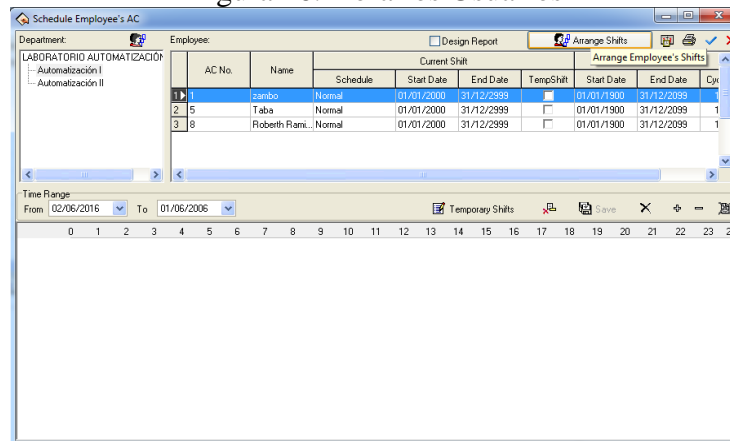 Schedule Employee's AC
Department:
Employee:
Design Report
Arrange Shifts
Arrange Employee's Shifts
LABORATORIO AUTOMATIZACIÓN
Automatización I
Automatización II
AC No. Name Current Shift
Schedule Start Date End Date TempShift Start Date End Date
1 1 zambo Normal 01/01/2000 31/12/2999 01/01/1900 31/12/2099 1
2 5 Taba Normal 01/01/2000 31/12/2999 01/01/1900 31/12/2099 1
3 8 Roberth Rami... Normal 01/01/2000 31/12/2999 01/01/1900 31/12/2099 1
Time Range
From 02/06/2016 To 01/06/2006 Temporary Shifts Save
0 1 2 3 4 5 6 7 8 9 10 11 12 13 14 15 16 17 18 19 20 21 22 23 2